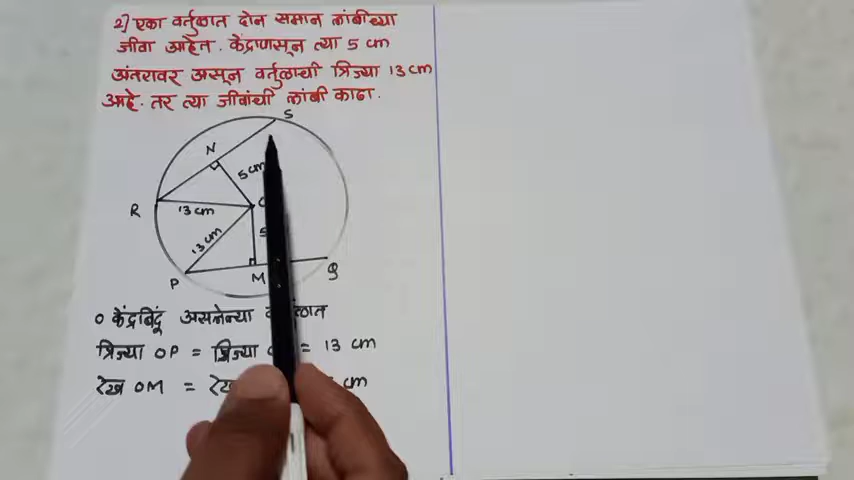 2) एका वर्तुळात दोन समान लांबीच्या
जीवा आहेत. केंद्रापासून त्या 5 cm
अंतरावर असून वर्तुळाची त्रिज्या 13 cm
आहे. तर त्या जीवांची लांबी काढा.
S
N
5 cm
R
13 cm
13 cm
5
P
M
Q
O केंद्रबिंदू असलेल्या
त्रिज्या OP = त्रिज्या = 13 cm
रेख OM = रेख cm